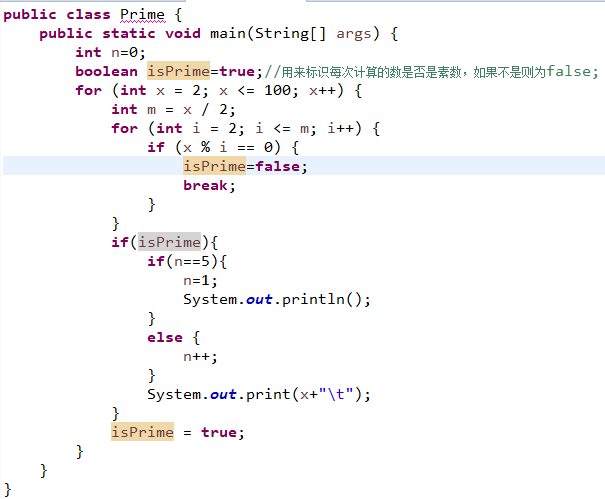 public class Prime {
    public static void main(String[] args) {
        int n=0;
        boolean isPrime=true;//用来标识每次计算的数是否是素数，如果不是则为false;
        for (int x = 2; x <= 100; x++) {
            int m = x / 2;
            for (int i = 2; i <= m; i++) {
                if (x % i == 0) {
                    isPrime=false;
                    break;
                }
            }
            if(isPrime){
                if(n==5){
                    n=1;
                    System.out.println();
                }
                else {
                    n++;
                }
                System.out.print(x+"\t");
            }
            isPrime = true;
        }
    }
}